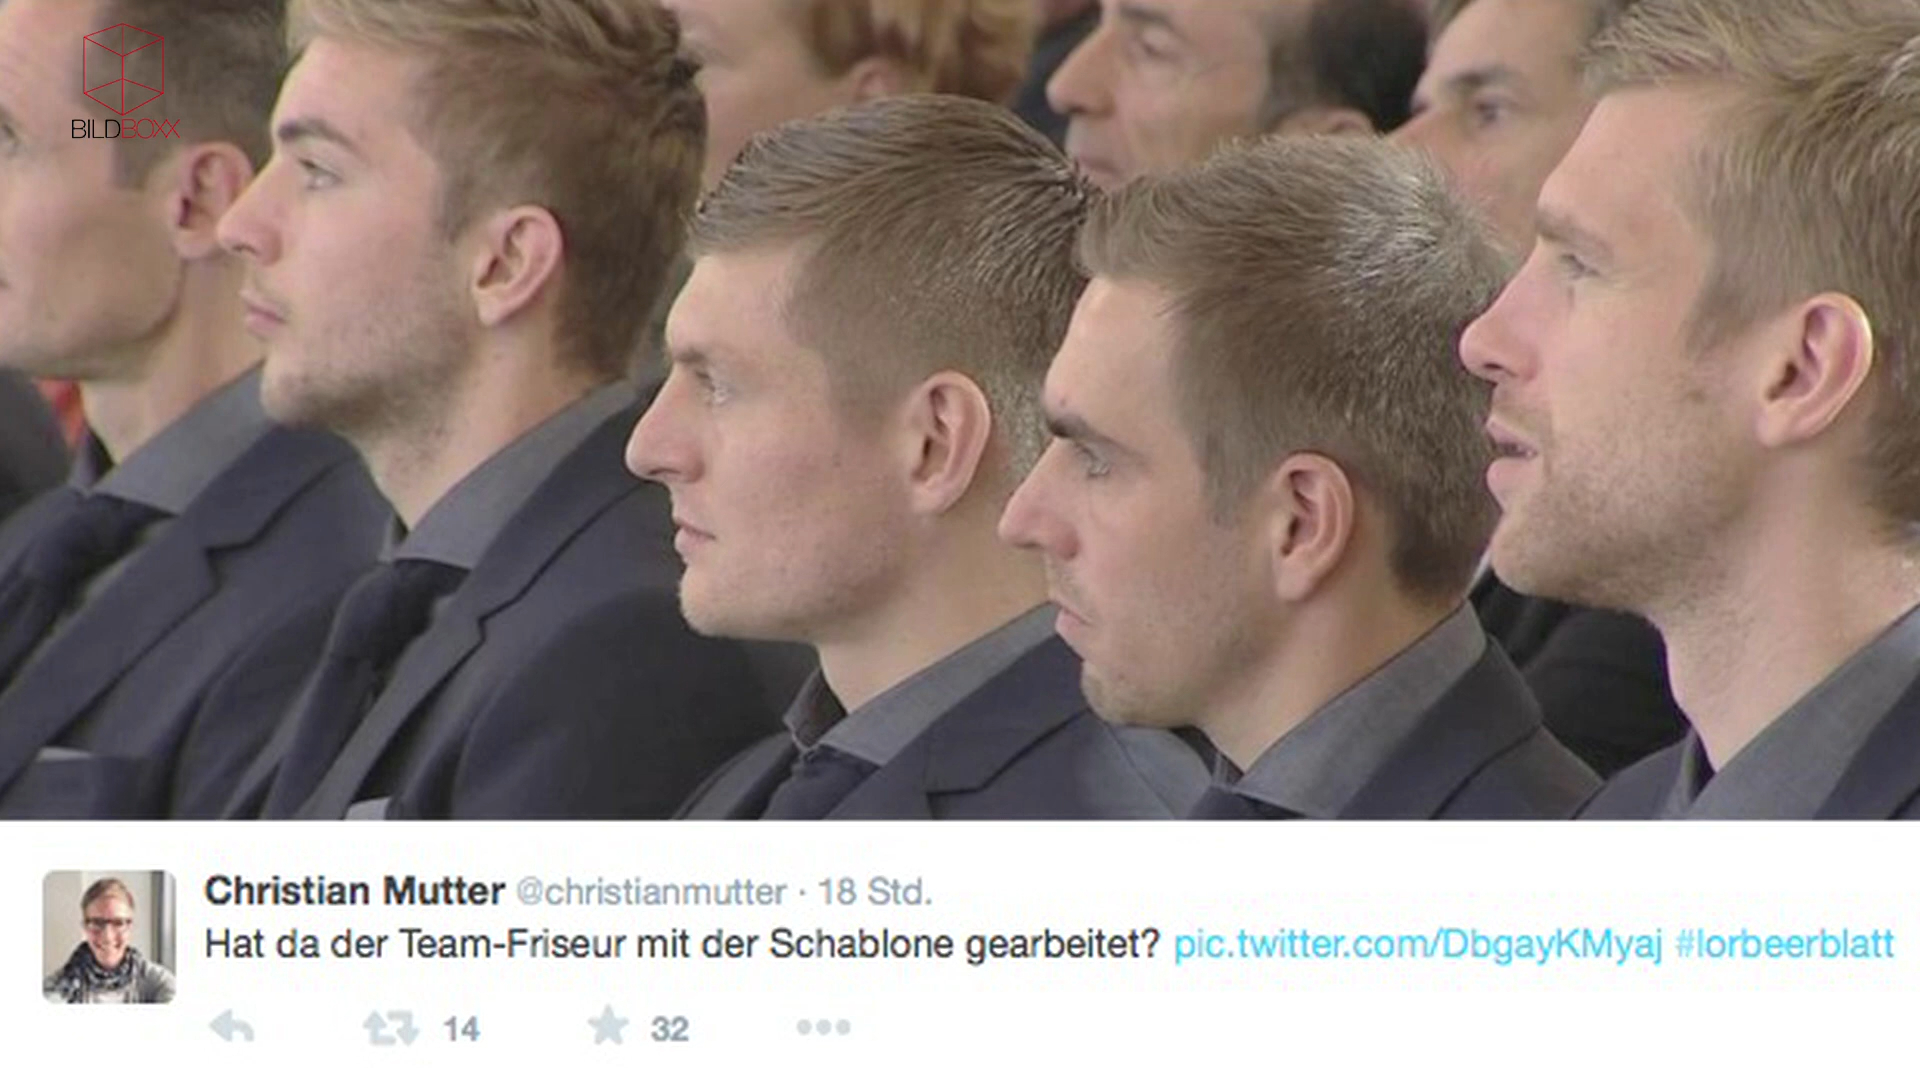 BILDBOXX
Christian Mutter @christianmutter · 18 Std.
Hat da der Team-Friseur mit der Schablone gearbeitet? pic.twitter.com/DbgayKMyaj #lorbeerblatt
14 32